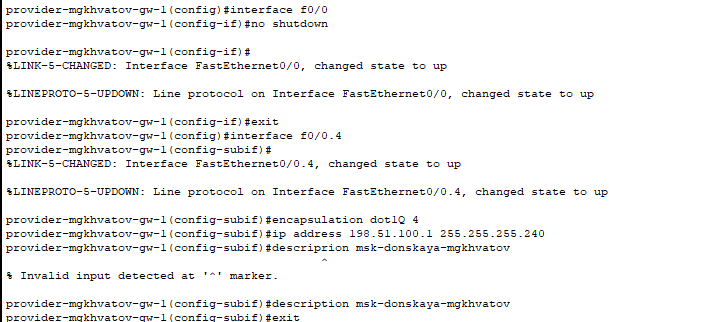 provider-mgkhvatov-gw-1(config)#interface f0/0
provider-mgkhvatov-gw-1(config-if)#no shutdown
provider-mgkhvatov-gw-1(config-if)#
%LINK-5-CHANGED: Interface FastEthernet0/0, changed state to up
%LINEPROTO-5-UPDOWN: Line protocol on Interface FastEthernet0/0, changed state to up
provider-mgkhvatov-gw-1(config-if)#exit
provider-mgkhvatov-gw-1(config)#interface f0/0.4
provider-mgkhvatov-gw-1(config-subif)#
%LINK-5-CHANGED: Interface FastEthernet0/0.4, changed state to up
%LINEPROTO-5-UPDOWN: Line protocol on Interface FastEthernet0/0.4, changed state to up
provider-mgkhvatov-gw-1(config-subif)#encapsulation dot1Q 4
provider-mgkhvatov-gw-1(config-subif)#ip address 198.51.100.1 255.255.255.240
provider-mgkhvatov-gw-1(config-subif)#descriprion msk-donskaya-mgkhvatov
^
% Invalid input detected at '^' marker.
provider-mgkhvatov-gw-1(config-subif)#description msk-donskaya-mgkhvatov
provider-mgkhvatov-gw-1(config-subif)#exit